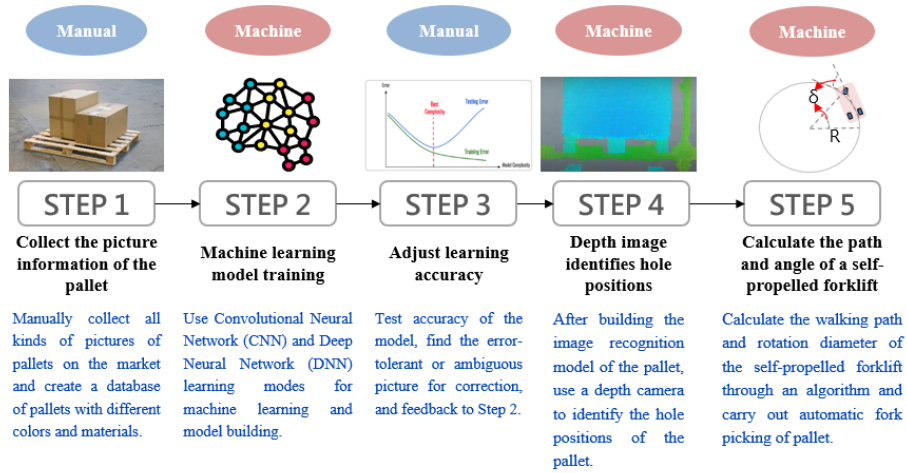 Manual
Machine
Manual
Machine
Machine
Error
Best
Complexity
Testing Error
Training Error
Model Complexity
δ
R
STEP 1
STEP 2
STEP 3
STEP 4
STEP 5
Collect the picture
information of the
pallet
Machine learning
model training
Adjust learning
accuracy
Depth image
identifies hole
positions
Calculate the path
and angle of a self-
propelled forklift
Manually collect all
kinds of pictures of
pallets on the market
and create a database
of pallets with different
colors and materials.
Use Convolutional Neural
Network (CNN) and Deep
Neural Network (DNN)
learning modes for
machine learning and
model building.
Test accuracy of the
model, find the error-
tolerant or ambiguous
picture for correction,
and feedback to Step 2.
After building the
image recognition
model of the pallet,
use a depth camera
to identify the hole
positions of the
pallet.
Calculate the walking path
and rotation diameter of
the self-propelled forklift
through an algorithm and
carry out automatic fork
picking of pallet.